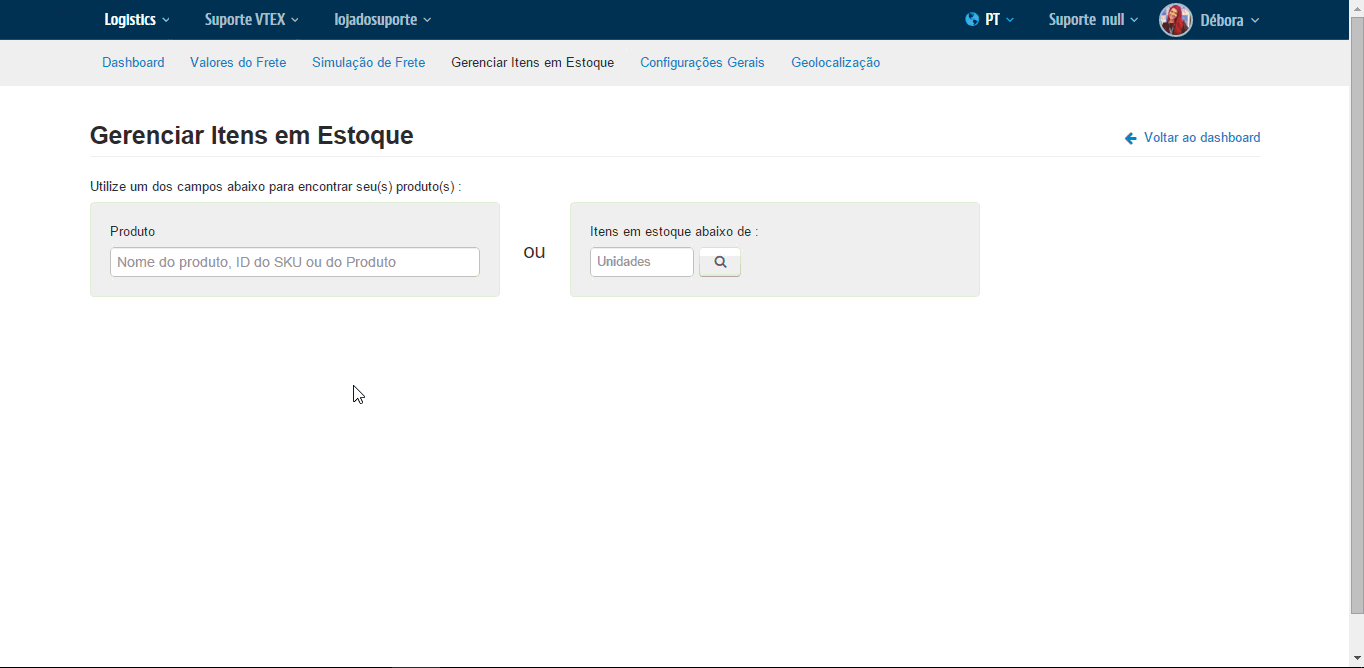 Logistics Suporte VTEX lojadosuporte PT Suporte null Débora
Dashboard Valores do Frete Simulação de Frete Gerenciar Itens em Estoque Configurações Gerais Geolocalização
Gerenciar Itens em Estoque
Voltar ao dashboard
Utilize um dos campos abaixo para encontrar seu(s) produto(s) :
Produto
Nome do produto, ID do SKU ou do Produto
ou
Itens em estoque abaixo de :
Unidades